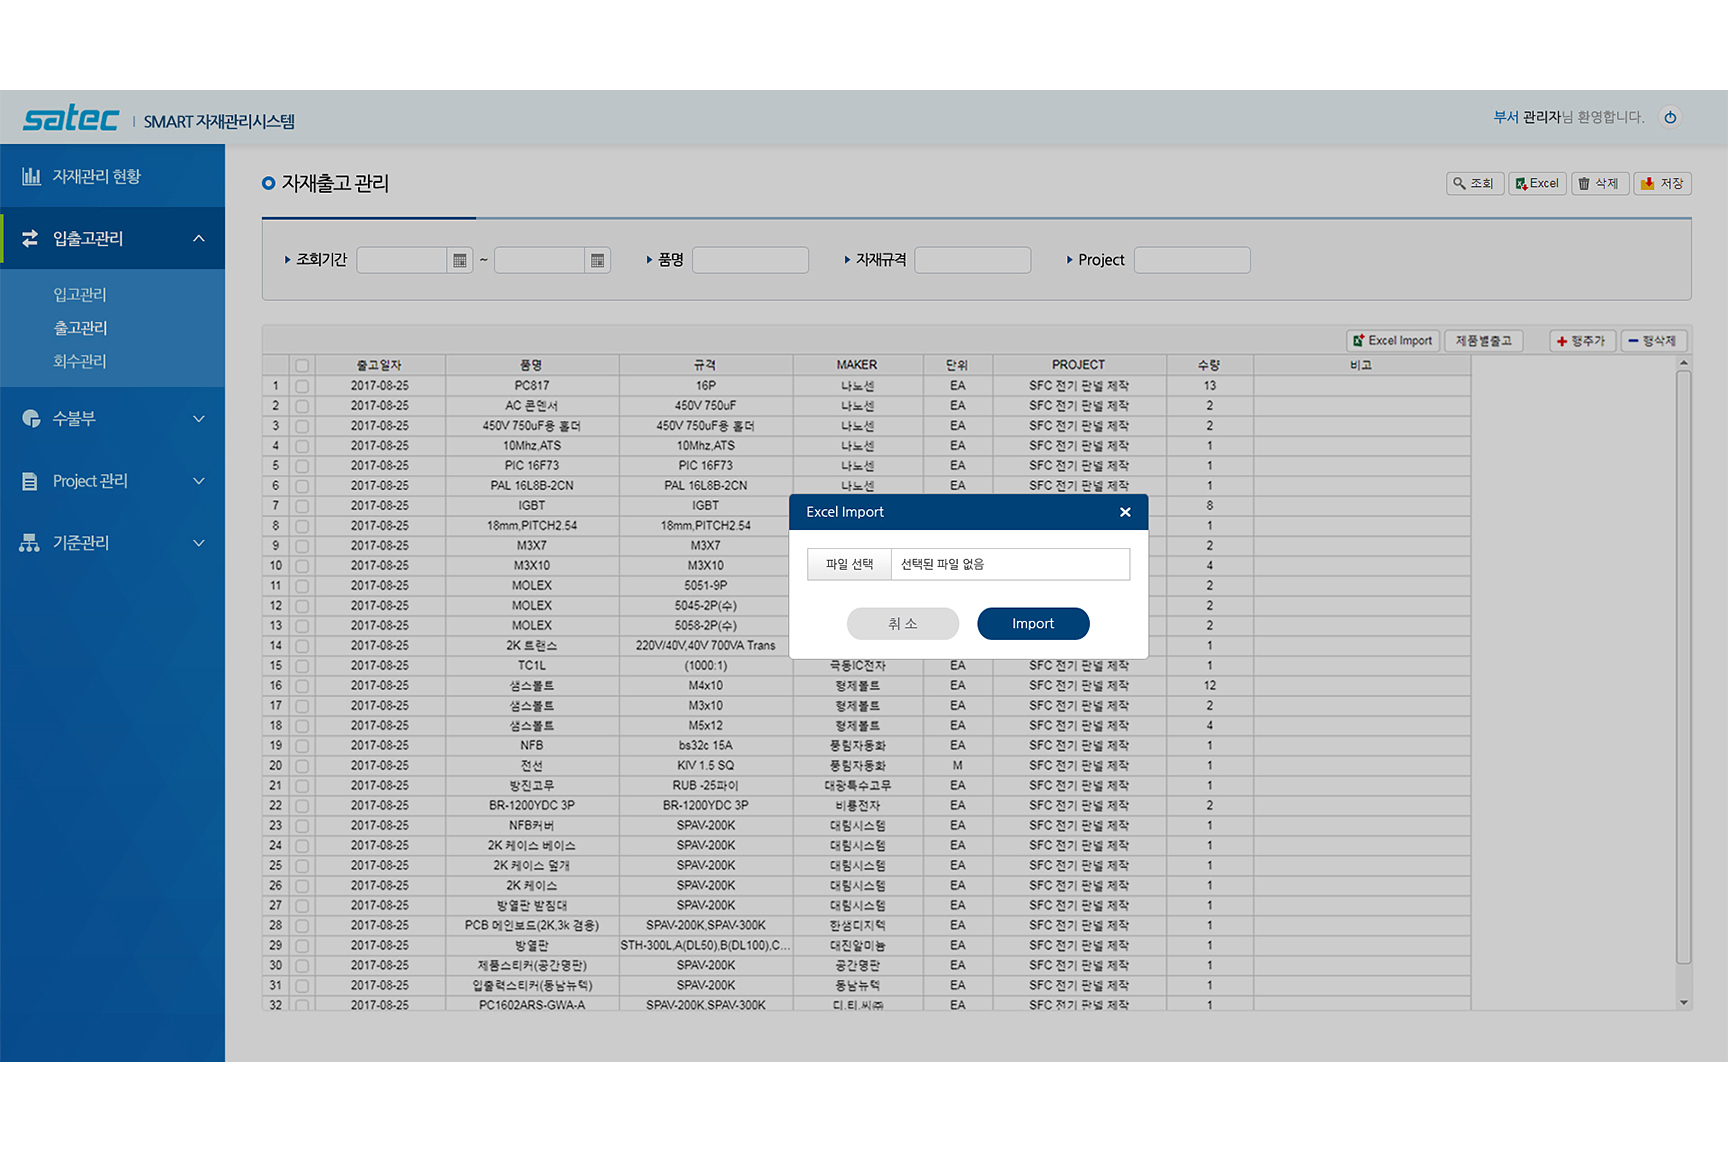 satec | SMART 자재관리시스템
부서 관리자님 환영합니다.
자재관리 현황
입출고관리
입고관리
출고관리
회수관리
수불부
Project 관리
기준관리
자재출고 관리
조회 Excel 삭제 저장
조회기간 ~ 품명 자재규격 Project
Excel Import 제품별출고 행추가 행삭제
출고일자 품명 규격 MAKER 단위 PROJECT 수량 비고
1 2017-08-25 PC817 16P 나노센 EA SFC 전기 판넬 제작 13
2 2017-08-25 AC 콘덴서 450V 750uF 나노센 EA SFC 전기 판넬 제작 2
3 2017-08-25 450V 750uF용 홀더 450V 750uF용 홀더 나노센 EA SFC 전기 판넬 제작 2
4 2017-08-25 10Mhz,ATS 10Mhz,ATS 나노센 EA SFC 전기 판넬 제작 1
5 2017-08-25 PIC 16F73 PIC 16F73 나노센 EA SFC 전기 판넬 제작 1
6 2017-08-25 PAL 16L8B-2CN PAL 16L8B-2CN 나노센 EA SFC 전기 판넬 제작 1
7 2017-08-25 IGBT IGBT 8
8 2017-08-25 18mm,PITCH2.54 18mm,PITCH2.54 1
9 2017-08-25 M3X7 M3X7 2
10 2017-08-25 M3X10 M3X10 4
11 2017-08-25 MOLEX 5051-9P 2
12 2017-08-25 MOLEX 5045-2P(수) 2
13 2017-08-25 MOLEX 5058-2P(수) 2
14 2017-08-25 2K 트랜스 220V/40V,40V 700VA Trans 1
15 2017-08-25 TC1L (1000:1) 극동IC전자 EA SFC 전기 판넬 제작 1
16 2017-08-25 샘스볼트 M4x10 형제볼트 EA SFC 전기 판넬 제작 12
17 2017-08-25 샘스볼트 M3x10 형제볼트 EA SFC 전기 판넬 제작 2
18 2017-08-25 샘스볼트 M5x12 형제볼트 EA SFC 전기 판넬 제작 4
19 2017-08-25 NFB bs32c 15A 풍림자동화 EA SFC 전기 판넬 제작 1
20 2017-08-25 전선 KIV 1.5 SQ 풍림자동화 M SFC 전기 판넬 제작 1
21 2017-08-25 방진고무 RUB -25파이 대광특수고무 EA SFC 전기 판넬 제작 1
22 2017-08-25 BR-1200YDC 3P BR-1200YDC 3P 비룡전자 EA SFC 전기 판넬 제작 2
23 2017-08-25 NFB커버 SPAV-200K 대림시스템 EA SFC 전기 판넬 제작 1
24 2017-08-25 2K 케이스 베이스 SPAV-200K 대림시스템 EA SFC 전기 판넬 제작 1
25 2017-08-25 2K 케이스 덮개 SPAV-200K 대림시스템 EA SFC 전기 판넬 제작 1
26 2017-08-25 2K 케이스 SPAV-200K 대림시스템 EA SFC 전기 판넬 제작 1
27 2017-08-25 방열판 받침대 SPAV-200K 대림시스템 EA SFC 전기 판넬 제작 1
28 2017-08-25 PCB 메인보드(2K,3k 겸용) SPAV-200K,SPAV-300K 한샘디지텍 EA SFC 전기 판넬 제작 1
29 2017-08-25 방열판 STH-300L,A(DL50),B(DL100),C... 대진알미늄 EA SFC 전기 판넬 제작 1
30 2017-08-25 제품스티커(공간명판) SPAV-200K 공간명판 EA SFC 전기 판넬 제작 1
31 2017-08-25 입출력스티커(동남뉴텍) SPAV-200K 동남뉴텍 EA SFC 전기 판넬 제작 1
32 2017-08-25 PC1602ARS-GWA-A SPAV-200K,SPAV-300K 디.티.씨㈜ EA SFC 전기 판넬 제작 1
Excel Import
파일 선택 선택된 파일 없음
취 소 Import